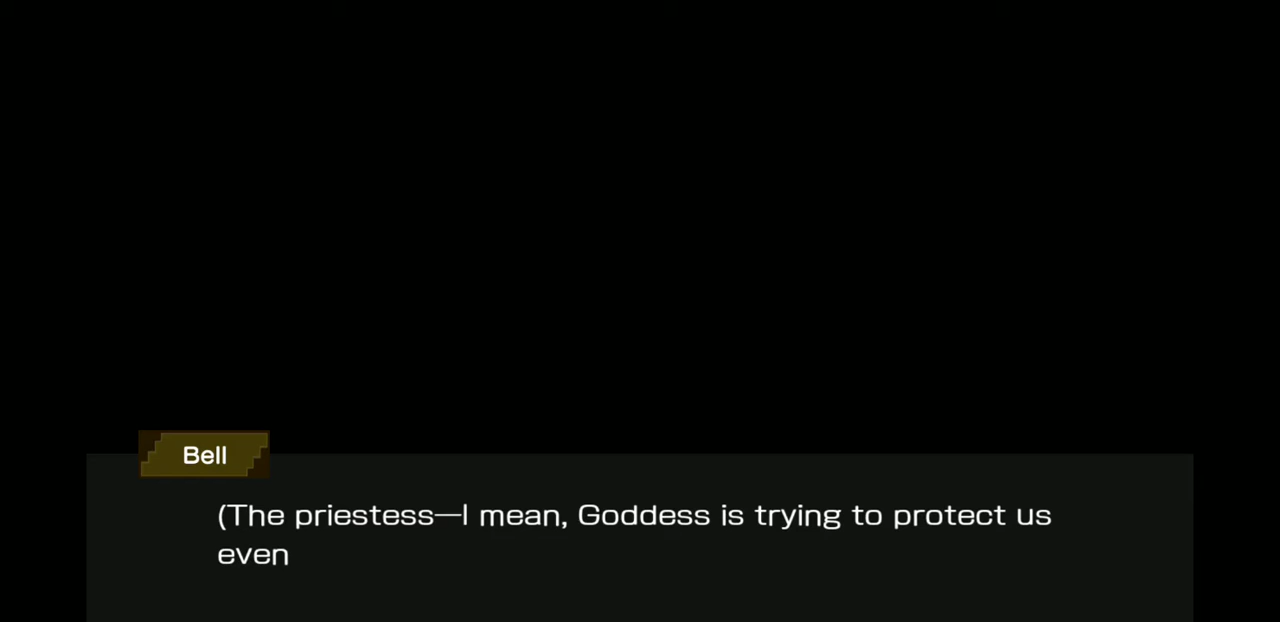 Bell
(The priestess—I mean, Goddess is trying to protect us
even